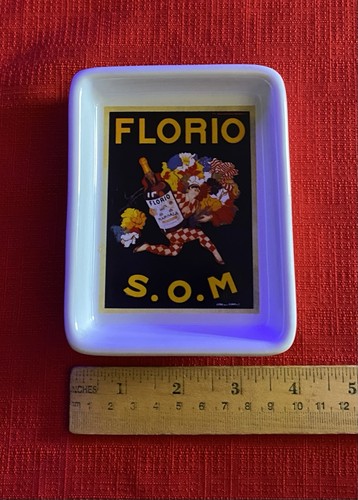 FLORIO
FLORIO
MARSALA
S.O.M
INCHES 1 2 3 4 5
1 2 3 4 5 6 7 8 9 10 11 12